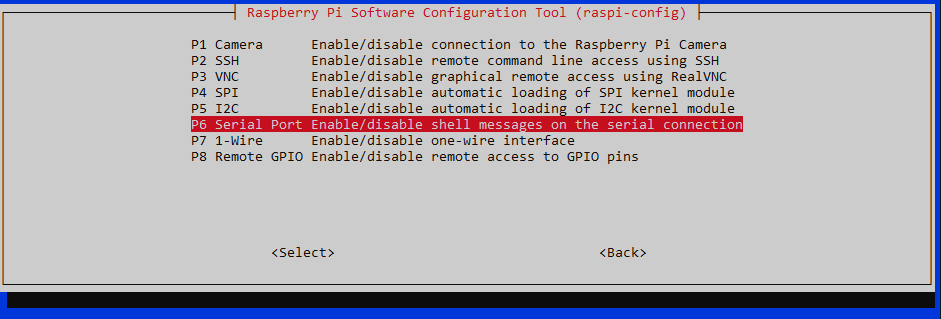 Raspberry Pi Software Configuration Tool (raspi-config)
P1 Camera Enable/disable connection to the Raspberry Pi Camera
P2 SSH Enable/disable remote command line access using SSH
P3 VNC Enable/disable graphical remote access using RealVNC
P4 SPI Enable/disable automatic loading of SPI kernel module
P5 I2C Enable/disable automatic loading of I2C kernel module
P6 Serial Port Enable/disable shell messages on the serial connection
P7 1-Wire Enable/disable one-wire interface
P8 Remote GPIO Enable/disable remote access to GPIO pins
<Select> <Back>